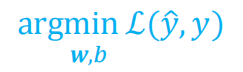 argmin ℒ(ŷ, y)
w,b